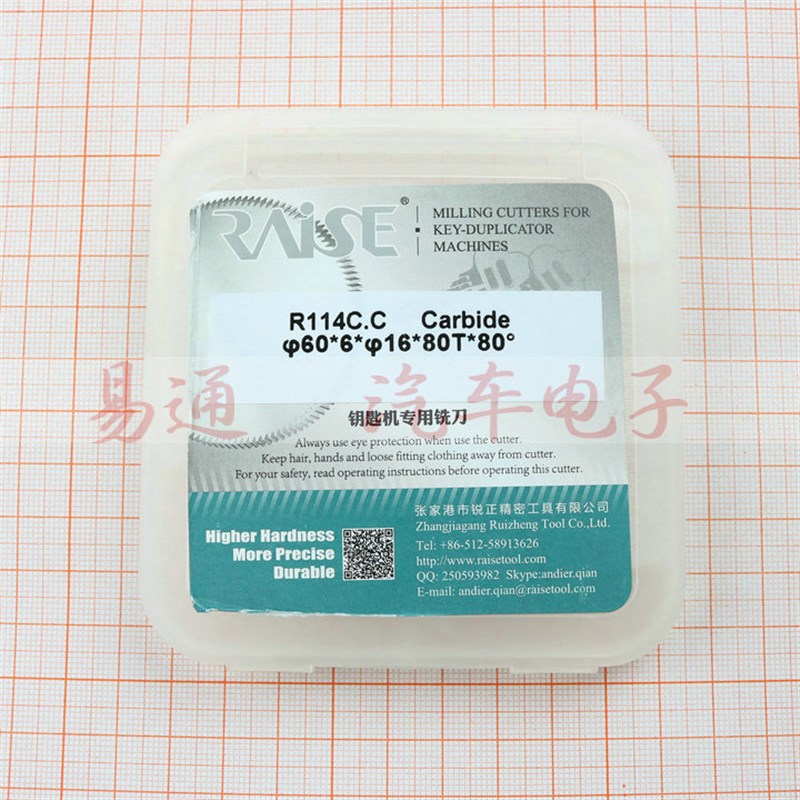 RAISE®
MILLING CUTTERS FOR
KEY-DUPLICATOR
MACHINES
R114C.C Carbide
φ60*6*φ16*80T*80°
易通 汽车电子
钥匙机专用铣刀
Always use eye protection when use the cutter.
Keep hair, hands and loose fitting clothing away from cutter.
For your safety, read operating instructions before operating this cutter.
Higher Hardness
More Precise
Durable
张家港市锐正精密工具有限公司
Zhangjiagang Ruizheng Tool Co.,Ltd.
Tel: +86-512-58913626
http://www.raisetool.com
QQ: 250593982 Skype:andier.qian
E-mail: andier.qian@raisetool.com